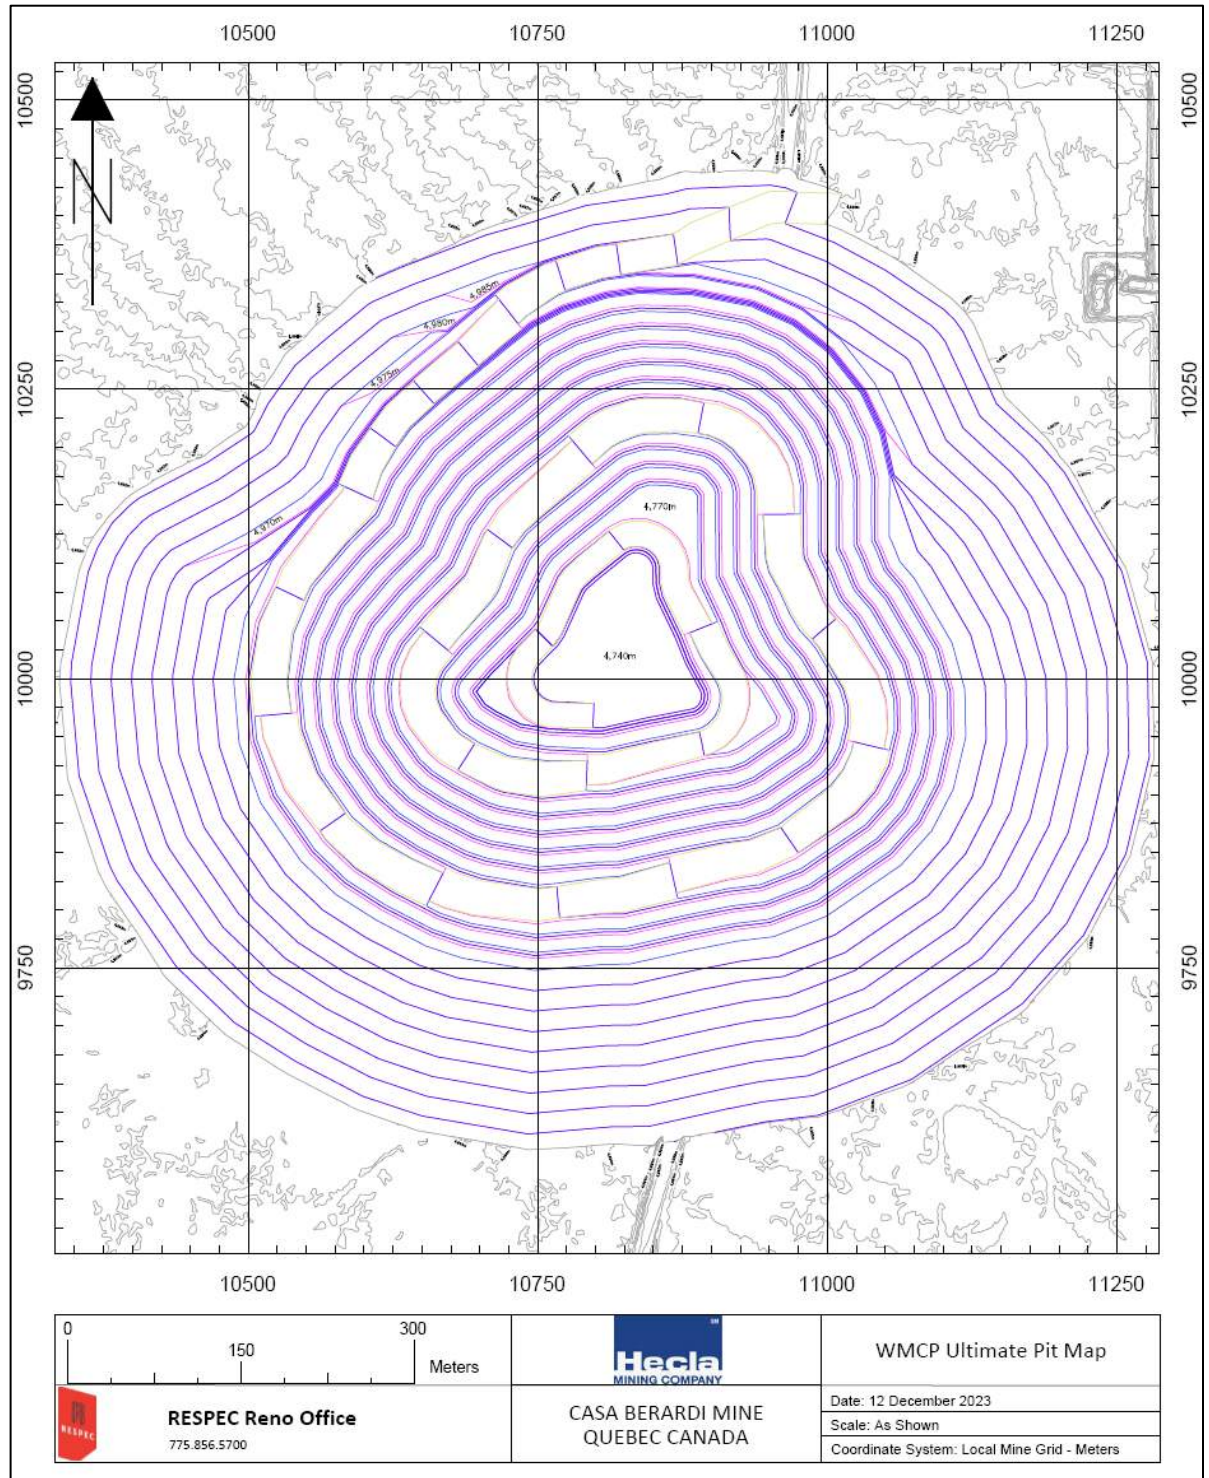 10500 10750 11000 11250
10500 10500
N
4,985m
4,980m
4,975m
10250 10250
4,770m
4,970m
4,740m
10000 10000
9750 9750
10500 10750 11000 11250
0 150 300 Meters
Hecla
MINING COMPANY
WMCP Ultimate Pit Map
RESPEC
RESPEC Reno Office
775.856.5700
CASA BERARDI MINE
QUEBEC CANADA
Date: 12 December 2023
Scale: As Shown
Coordinate System: Local Mine Grid - Meters